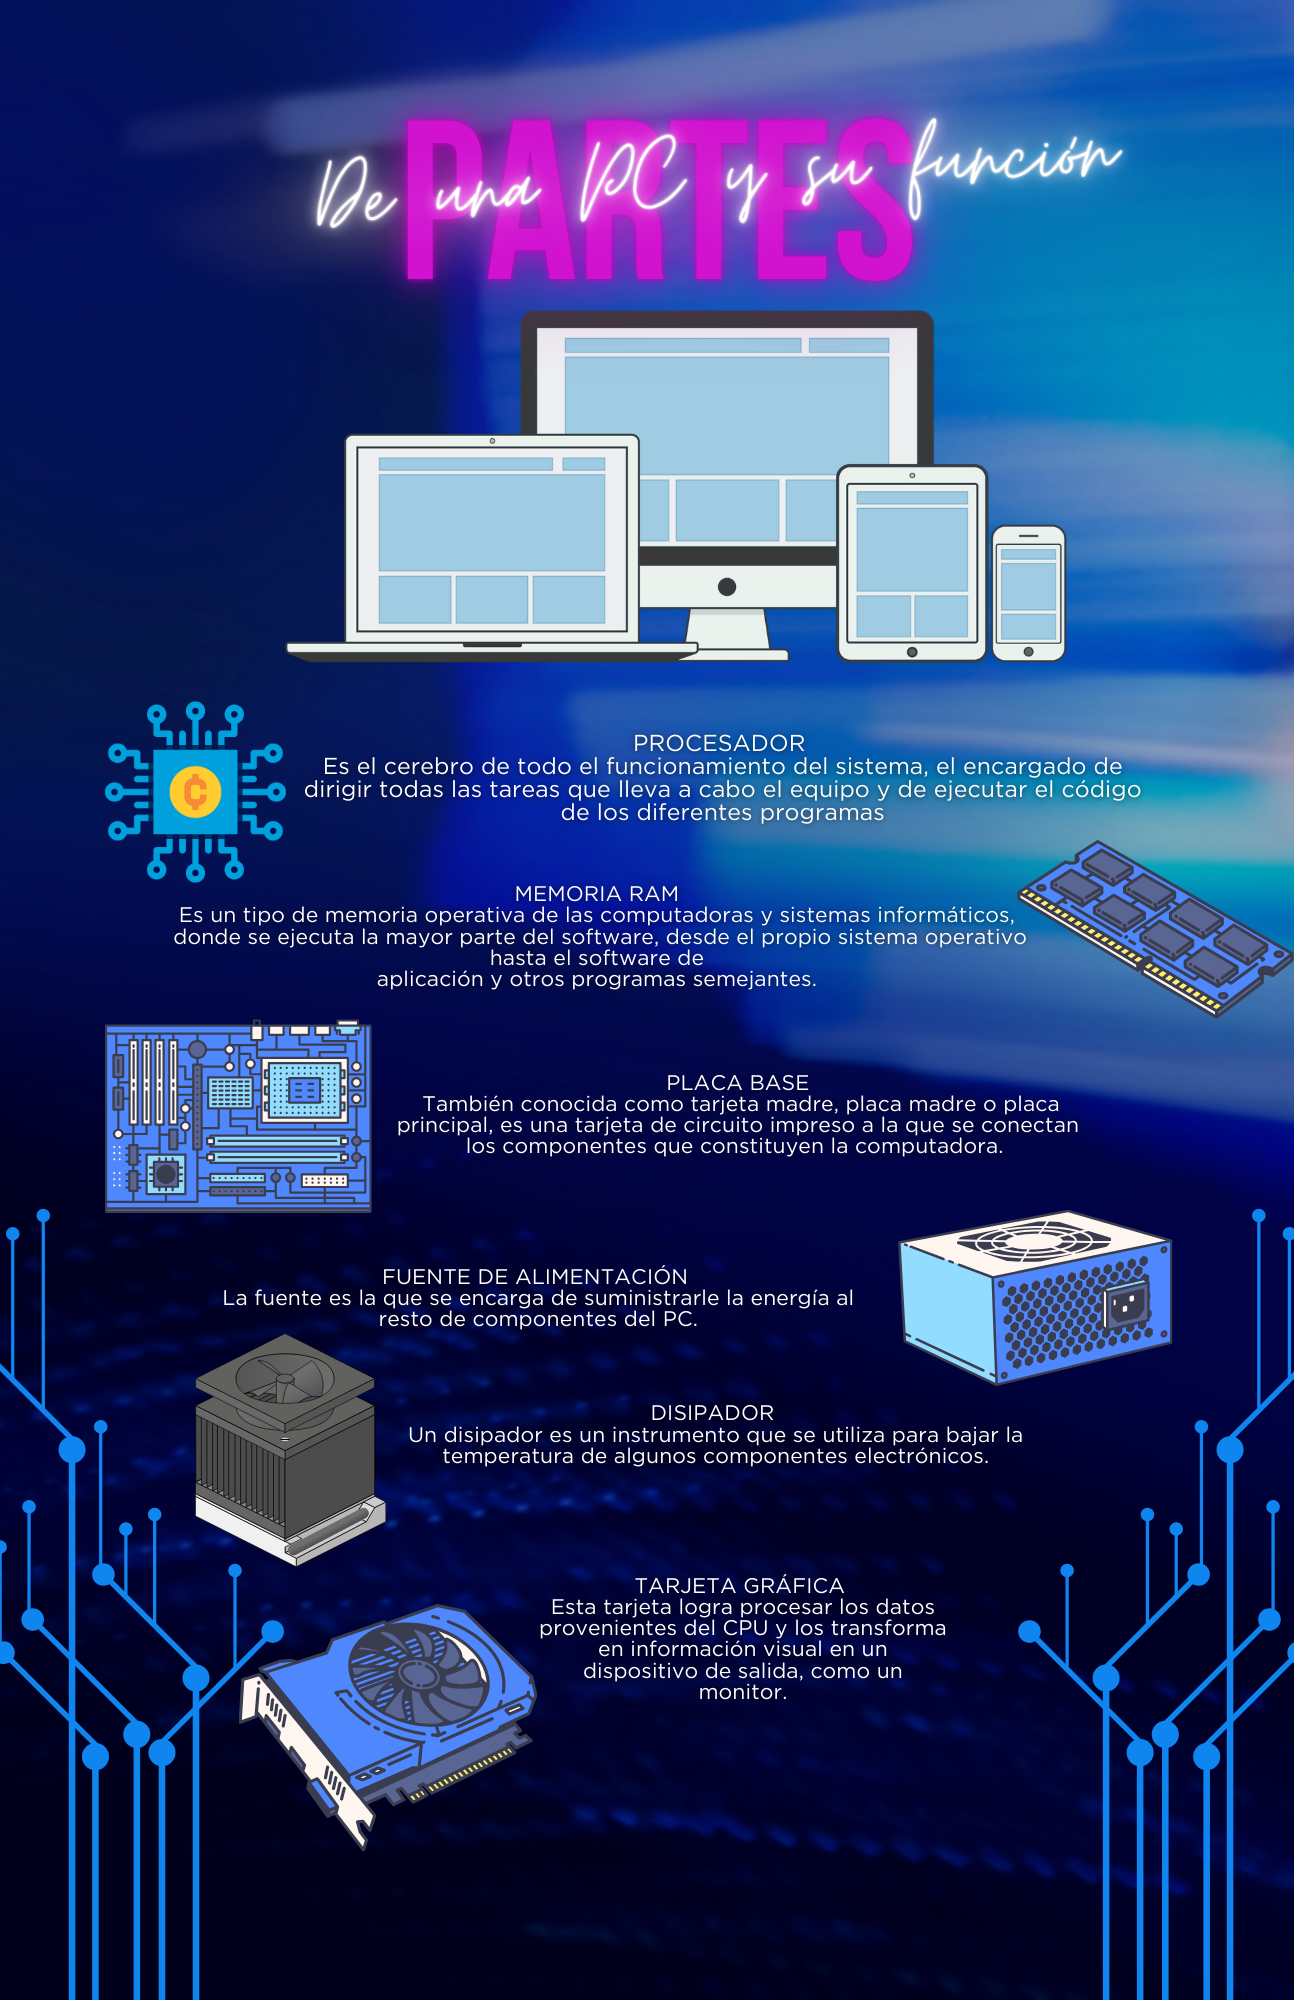 PARTES
De una PC y su función
PROCESADOR
Es el cerebro de todo el funcionamiento del sistema, el encargado de
dirigir todas las tareas que lleva a cabo el equipo y de ejecutar el código
de los diferentes programas
MEMORIA RAM
Es un tipo de memoria operativa de las computadoras y sistemas informáticos,
donde se ejecuta la mayor parte del software, desde el propio sistema operativo
hasta el software de
aplicación y otros programas semejantes.
PLACA BASE
También conocida como tarjeta madre, placa madre o placa
principal, es una tarjeta de circuito impreso a la que se conectan
los componentes que constituyen la computadora.
FUENTE DE ALIMENTACIÓN
La fuente es la que se encarga de suministrarle la energía al
resto de componentes del PC.
DISIPADOR
Un disipador es un instrumento que se utiliza para bajar la
temperatura de algunos componentes electrónicos.
TARJETA GRÁFICA
Esta tarjeta logra procesar los datos
provenientes del CPU y los transforma
en información visual en un
dispositivo de salida, como un
monitor.